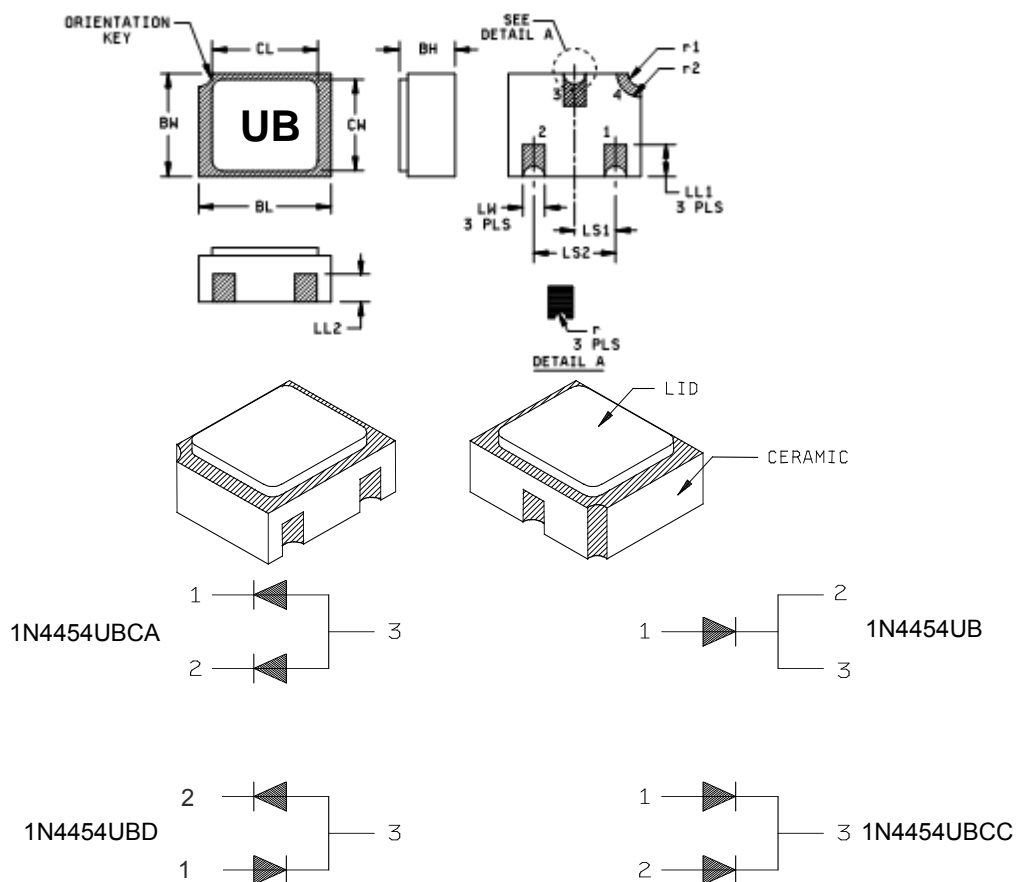 ORIENTATION
KEY
CL
BH
SEE
DETAIL A
r1
r2
BW
UB
CW
3
4
2
1
BL
LW
3 PLS
LS1
LS2
LL1
3 PLS
LL2
r
3 PLS
DETAIL A
LID
CERAMIC
1N4454UBCA
1
2
3
1
2
3
1N4454UB
1N4454UBD
2
1
3
1
2
3
1N4454UBCC